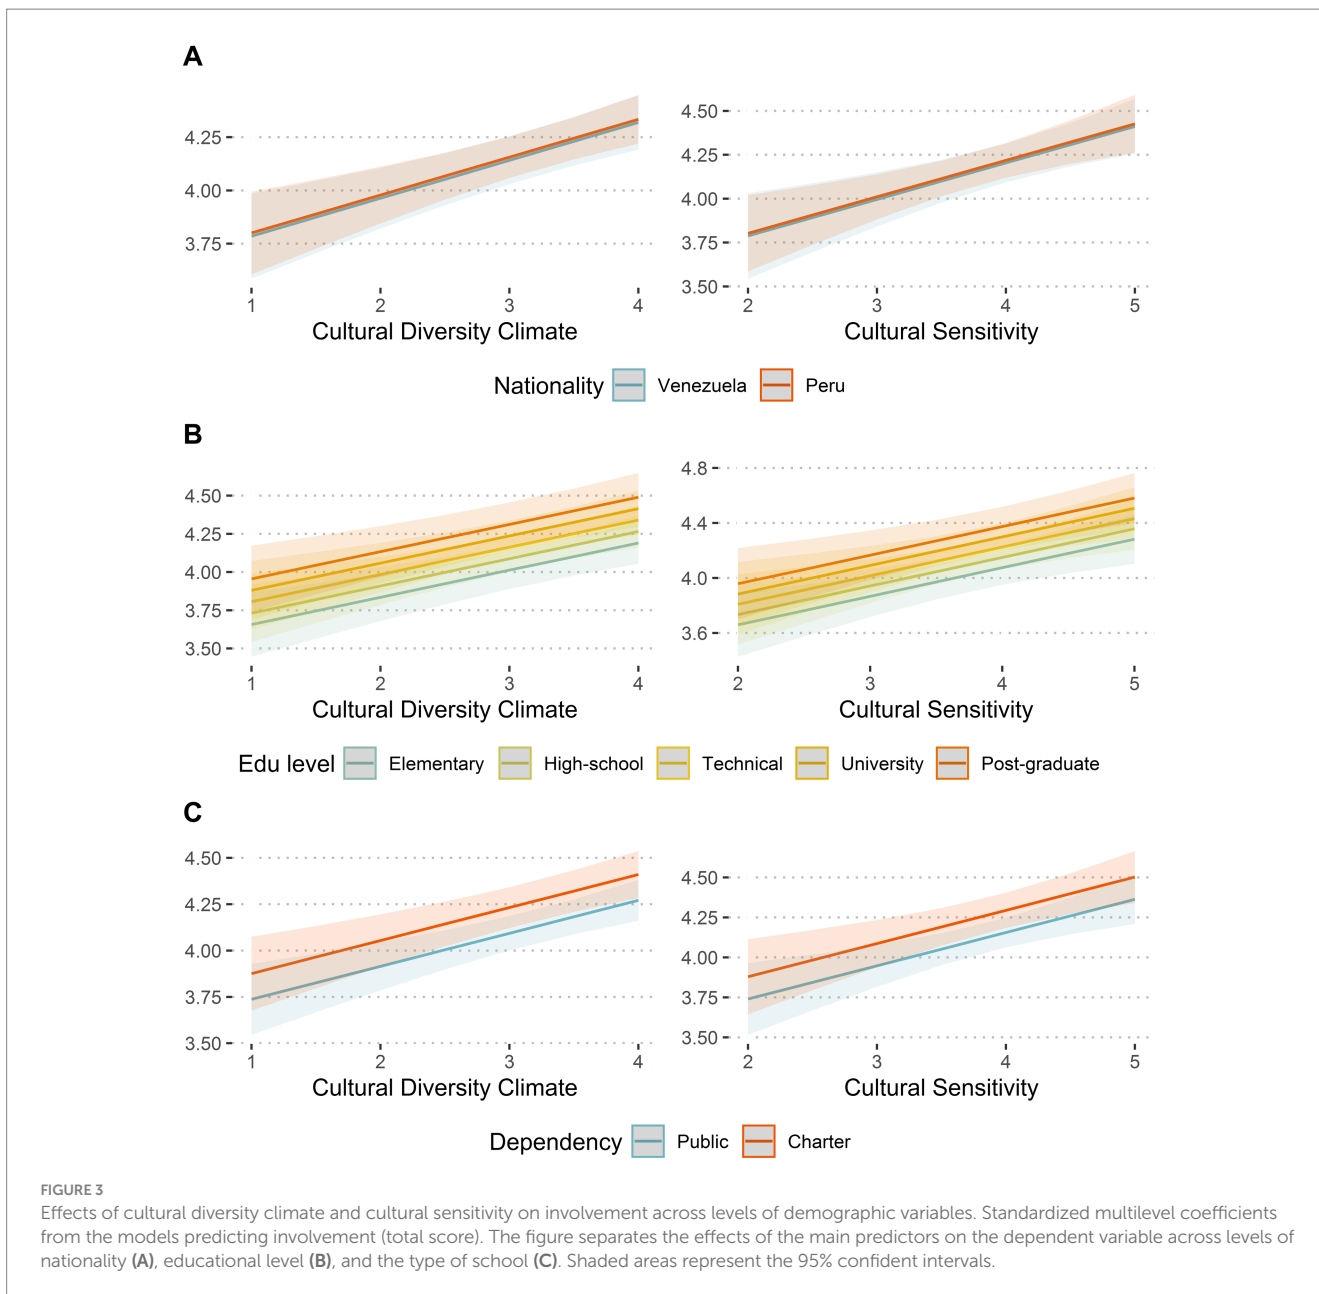 A
4.25
4.00
3.75
1 2 3 4
Cultural Diversity Climate
4.50
4.25
4.00
3.75
3.50
2 3 4 5
Cultural Sensitivity
Nationality Venezuela Peru
B
4.50
4.25
4.00
3.75
3.50
1 2 3 4
Cultural Diversity Climate
4.8
4.4
4.0
3.6
2 3 4 5
Cultural Sensitivity
Edu level Elementary High-school Technical University Post-graduate
C
4.50
4.25
4.00
3.75
3.50
1 2 3 4
Cultural Diversity Climate
4.50
4.25
4.00
3.75
3.50
2 3 4 5
Cultural Sensitivity
Dependency Public Charter
FIGURE 3
Effects of cultural diversity climate and cultural sensitivity on involvement across levels of demographic variables. Standardized multilevel coefficients
from the models predicting involvement (total score). The figure separates the effects of the main predictors on the dependent variable across levels of
nationality (A), educational level (B), and the type of school (C). Shaded areas represent the 95% confident intervals.